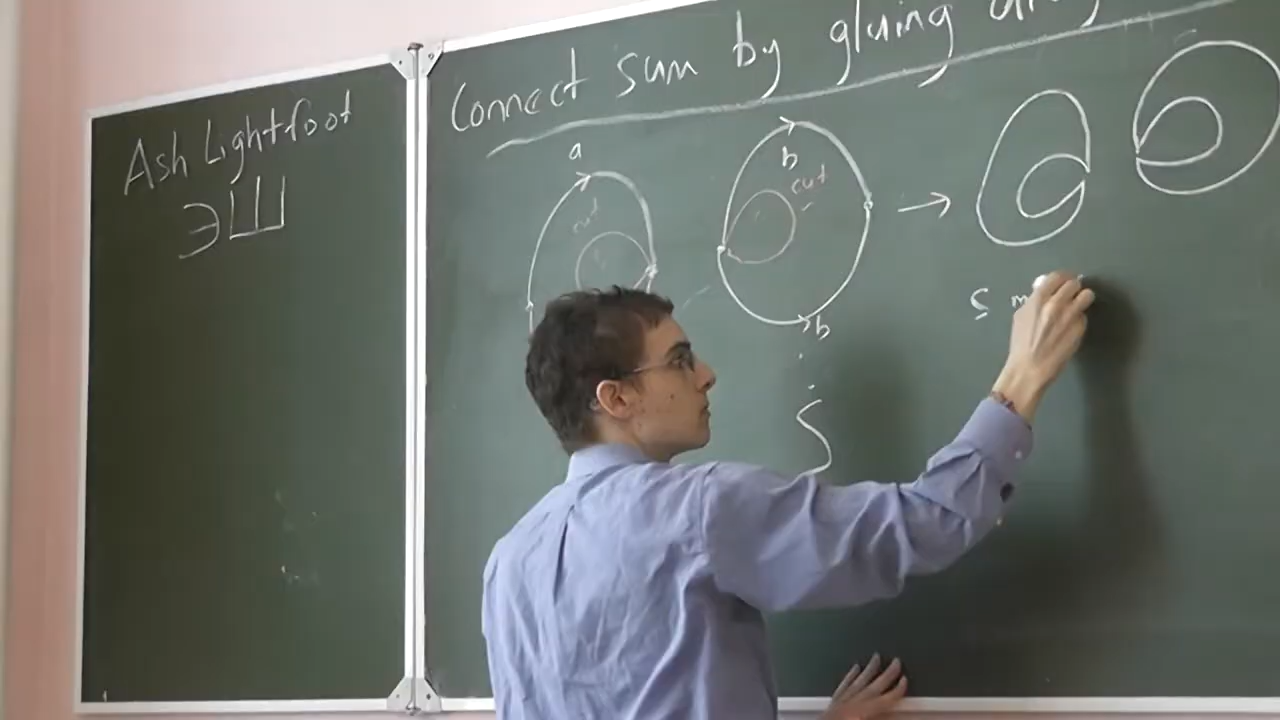 Ash Lightfoot
ЭШ
Connect sum by gluing
a
b
cut
cut
b
S